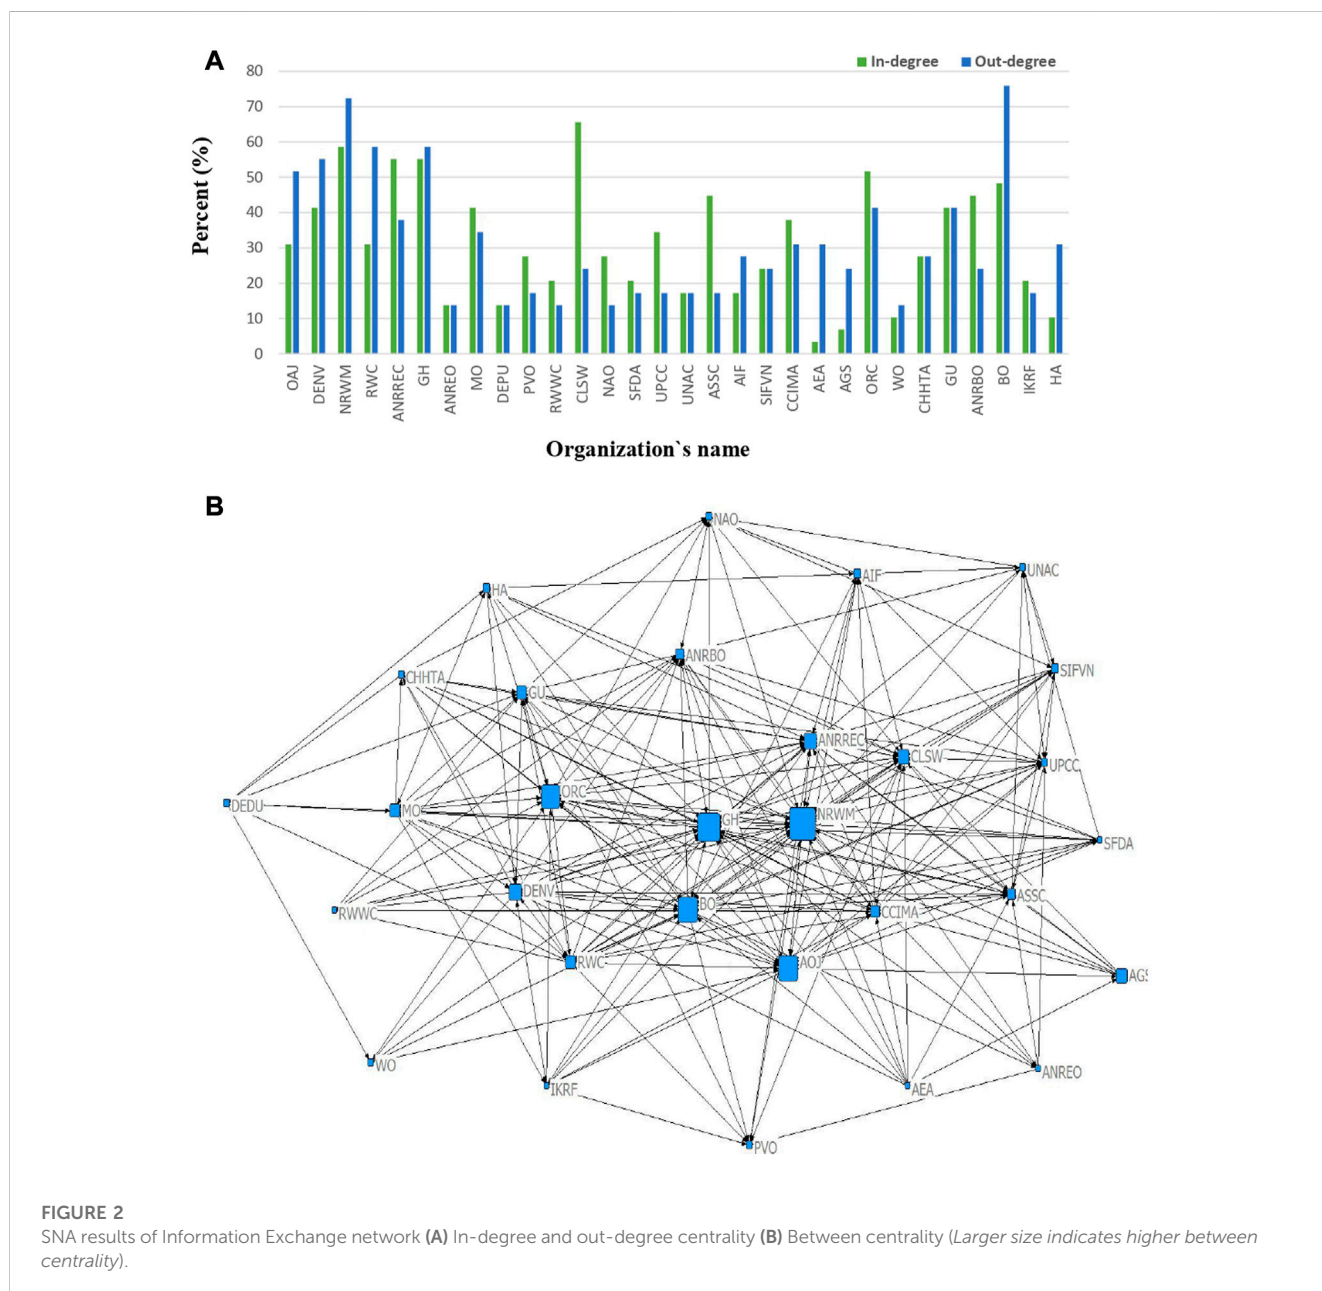 A
In-degree Out-degree
80
70
60
50
40
30
20
10
0
Percent (%)
OAJ DENV NRWM RWC ANRREC GH ANREO MO DEPU PVO RWWC CLSW NAO SFDA UPCC UNAC ASSC AIF SIFVN CCIMA AEA AGS ORC WO CHHTA GU ANRBO BO IKRF HA
Organization`s name
B
NAO
AIF
UNAC
HA
ANRBO
SIFVN
CHHTA
GU
ANRREC
CLSW
UPCC
DEDU
MO
ORC
GH
NRWM
SFDA
DENV
BO
CCIMA
ASSC
RWWC
RWC
AOJ
AGS
WO
IKRF
AEA
ANREO
PVO
FIGURE 2
SNA results of Information Exchange network (A) In-degree and out-degree centrality (B) Between centrality (Larger size indicates higher between
centrality).